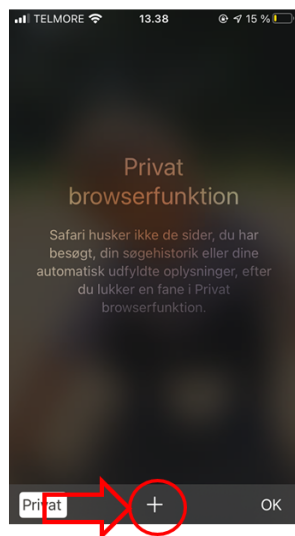 TELMORE 13.38 15 %
Privat
browserfunktion
Safari husker ikke de sider, du har
besøgt, din søgehistorik eller dine
automatisk udfyldte oplysninger, efter
du lukker en fane i Privat
browserfunktion.
Privat + OK